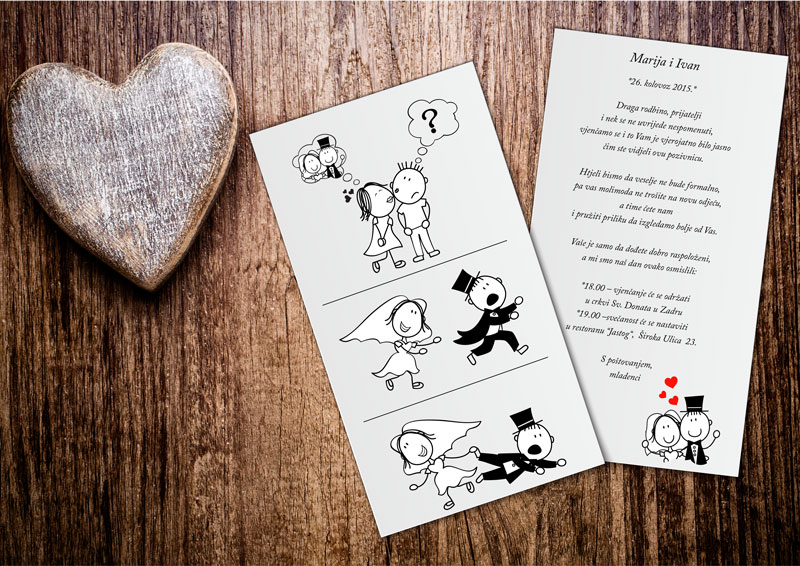 ?
Marija i Ivan
"26. kolovoz 2015."
Draga rodbino, prijatelji
i nek se ne uvrijede nespomenuti,
vjenčamo se i to Vam je vjerojatno bilo jasno
čim ste vidjeli ovu pozivnicu.
Htjeli bismo da veselje ne bude formalno,
pa vas molimoda ne trošite na novu odjeću,
a time ćete nam
i pružiti priliku da izgledamo bolje od Vas.
Vaše je samo da dođete dobro raspoloženi,
a mi smo naš dan ovako osmislili:
"18.00 – vjenčanje će se održati
u crkvi Sv. Donata u Zadru
"19.00 –svečanost će se nastaviti
u restoranu "Jastog", Široka Ulica 23.
S poštovanjem,
mladenci